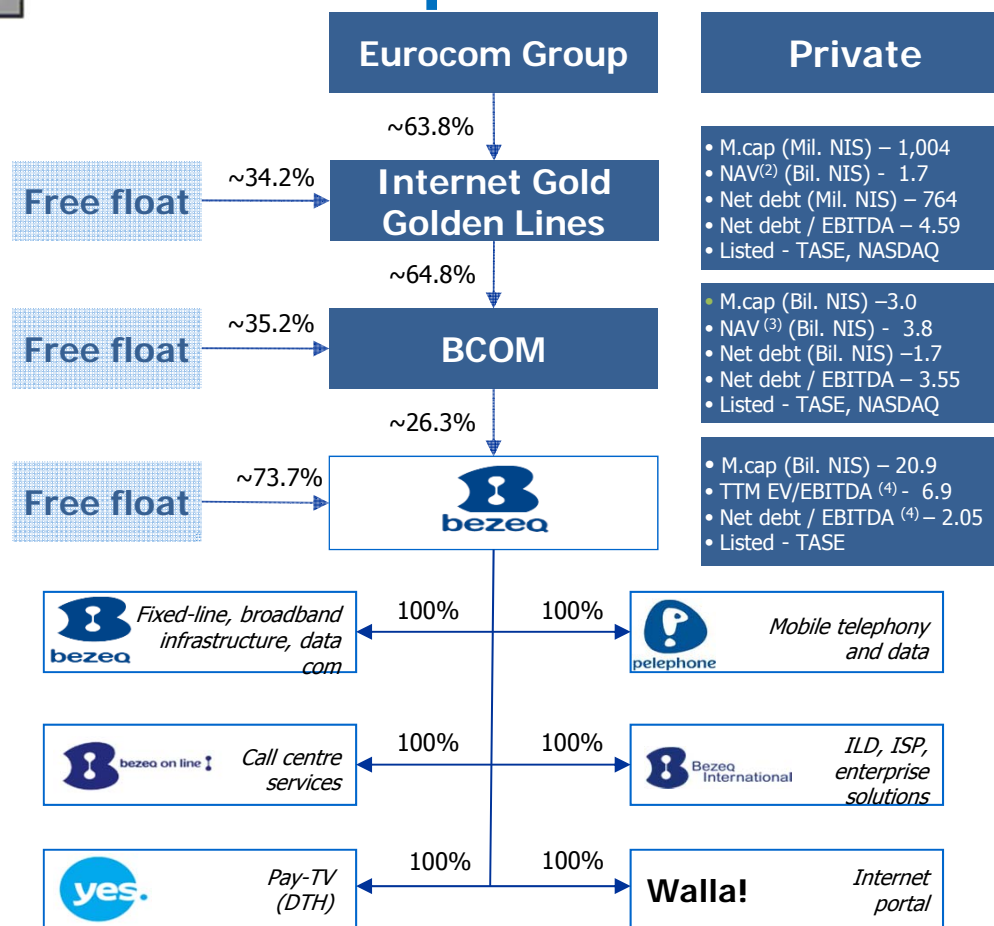 Eurocom Group
Private
~63.8%
Free float
~34.2%
Internet Gold
Golden Lines
• M.cap (Mil. NIS) – 1,004
• NAV(2) (Bil. NIS) - 1.7
• Net debt (Mil. NIS) – 764
• Net debt / EBITDA – 4.59
• Listed - TASE, NASDAQ
~64.8%
Free float
~35.2%
BCOM
• M.cap (Bil. NIS) –3.0
• NAV (3) (Bil. NIS) - 3.8
• Net debt (Bil. NIS) –1.7
• Net debt / EBITDA – 3.55
• Listed - TASE, NASDAQ
~26.3%
Free float
~73.7%
bezeq
• M.cap (Bil. NIS) – 20.9
• TTM EV/EBITDA (4) - 6.9
• Net debt / EBITDA (4) – 2.05
• Listed - TASE
bezeq
Fixed-line, broadband
infrastructure, data
com
100%
100%
pelephone
Mobile telephony
and data
bezeq on line
Call centre
services
100%
100%
Bezeq
International
ILD, ISP,
enterprise
solutions
yes.
Pay-TV
(DTH)
100%
100%
Walla!
Internet
portal